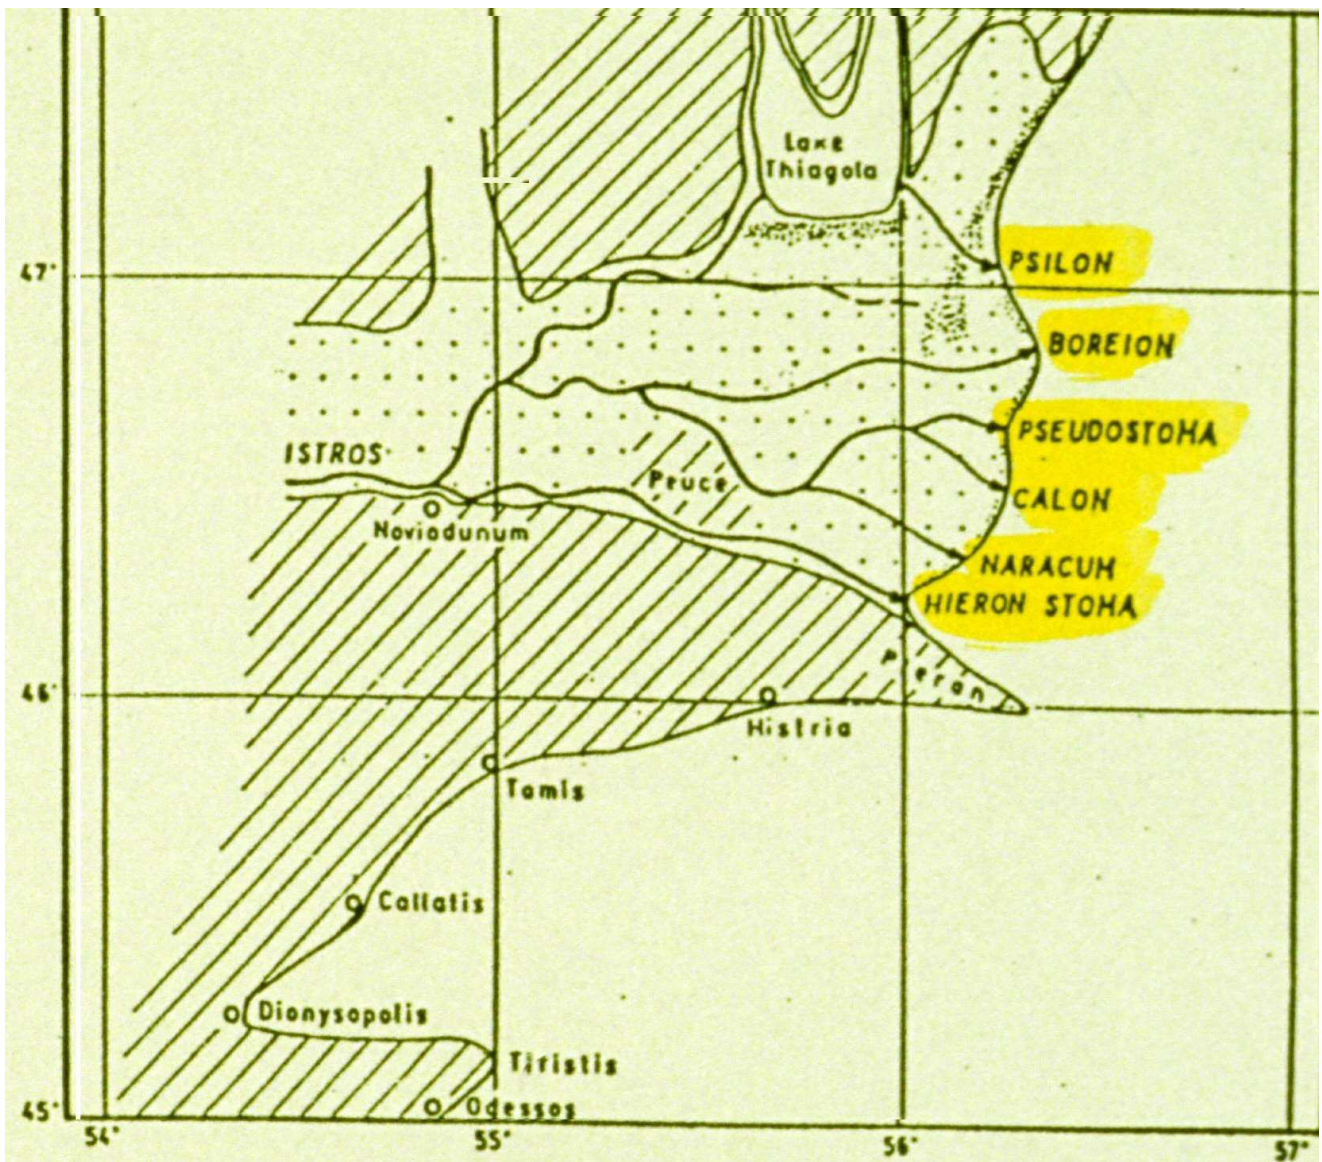 Lake
Thiagola
47°
PSILON
BOREION
PSEUDOSTOMA
ISTROS
Peuce
CALON
Noviodunum
NARACUM
HIERON STOMA
Pteran
46°
Histria
Tomis
Callatis
Dionysopolis
Tiristis
Odessos
45°
54°
55°
56°
57°